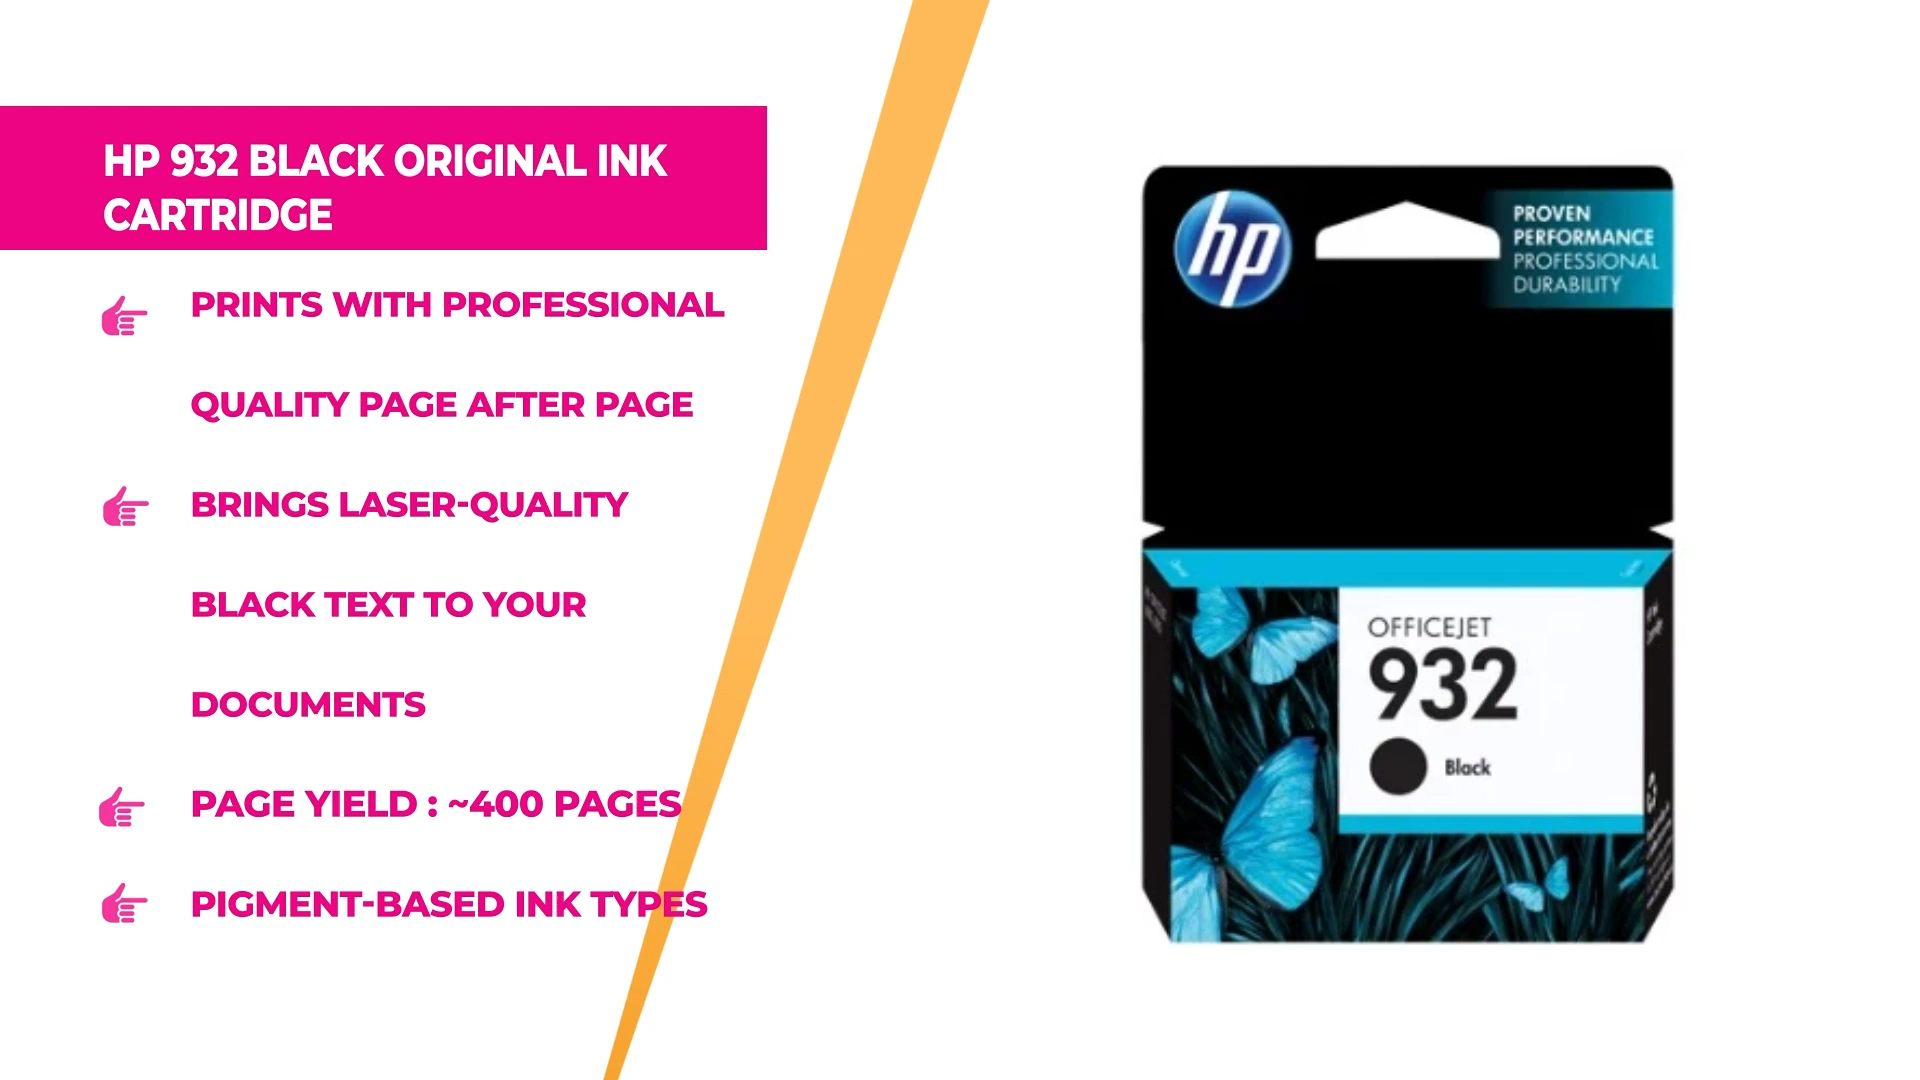 HP 932 BLACK ORIGINAL INK
CARTRIDGE
PRINTS WITH PROFESSIONAL
QUALITY PAGE AFTER PAGE
BRINGS LASER-QUALITY
BLACK TEXT TO YOUR
DOCUMENTS
PAGE YIELD : ~400 PAGES
PIGMENT-BASED INK TYPES
hp
PROVEN
PERFORMANCE
PROFESSIONAL
DURABILITY
OFFICEJET
932
Black